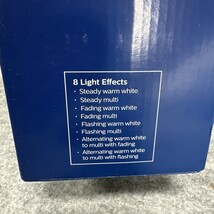 8 Light Effects
· Steady warm white
· Steady multi
· Fading warm white
· Fading multi
· Flashing warm white
· Flashing multi
· Alternating warm white
to multi with fading
· Alternating warm white
to multi with flashing